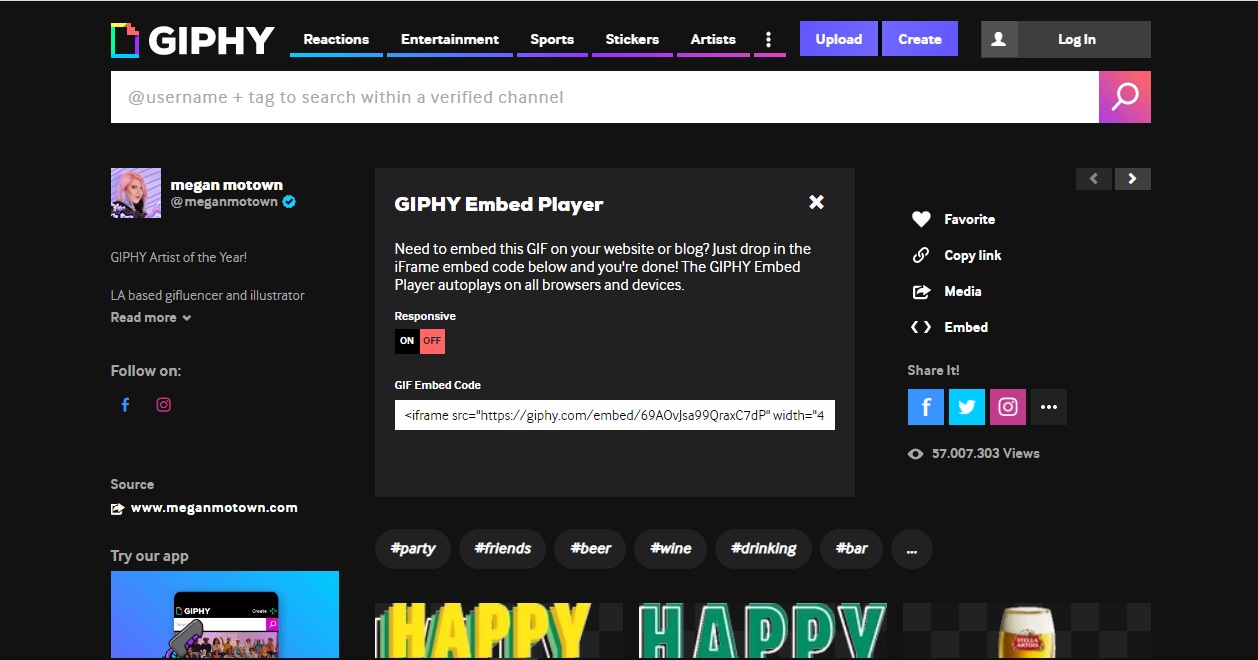 GIPHY
Reactions
Entertainment
Sports
Stickers
Artists
Upload
Create
Log In
@username + tag to search within a verified channel
megan motown
@meganmotown
GIPHY Artist of the Year!
LA based gifluencer and illustrator
Read more
Follow on:
Source
www.meganmotown.com
Try our app
GIPHY
Create
GIPHY Embed Player
Need to embed this GIF on your website or blog? Just drop in the
iFrame embed code below and you're done! The GIPHY Embed
Player autoplays on all browsers and devices.
Responsive
ON OFF
GIF Embed Code
<iframe src="https://giphy.com/embed/69AOvJsa99QraxC7dP" width="4
Favorite
Copy link
Media
Embed
Share It!
57.007.303 Views
#party
#friends
#beer
#wine
#drinking
#bar
...
HAPPY
HAPPY
STELLA
ARTOIS